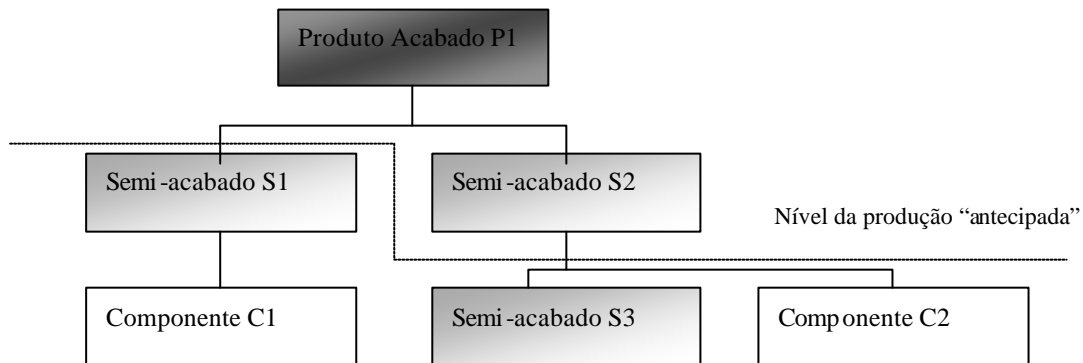 Produto Acabado P1
Semi-acabado S1
Semi-acabado S2
Nível da produção “antecipada”
Componente C1
Semi-acabado S3
Componente C2